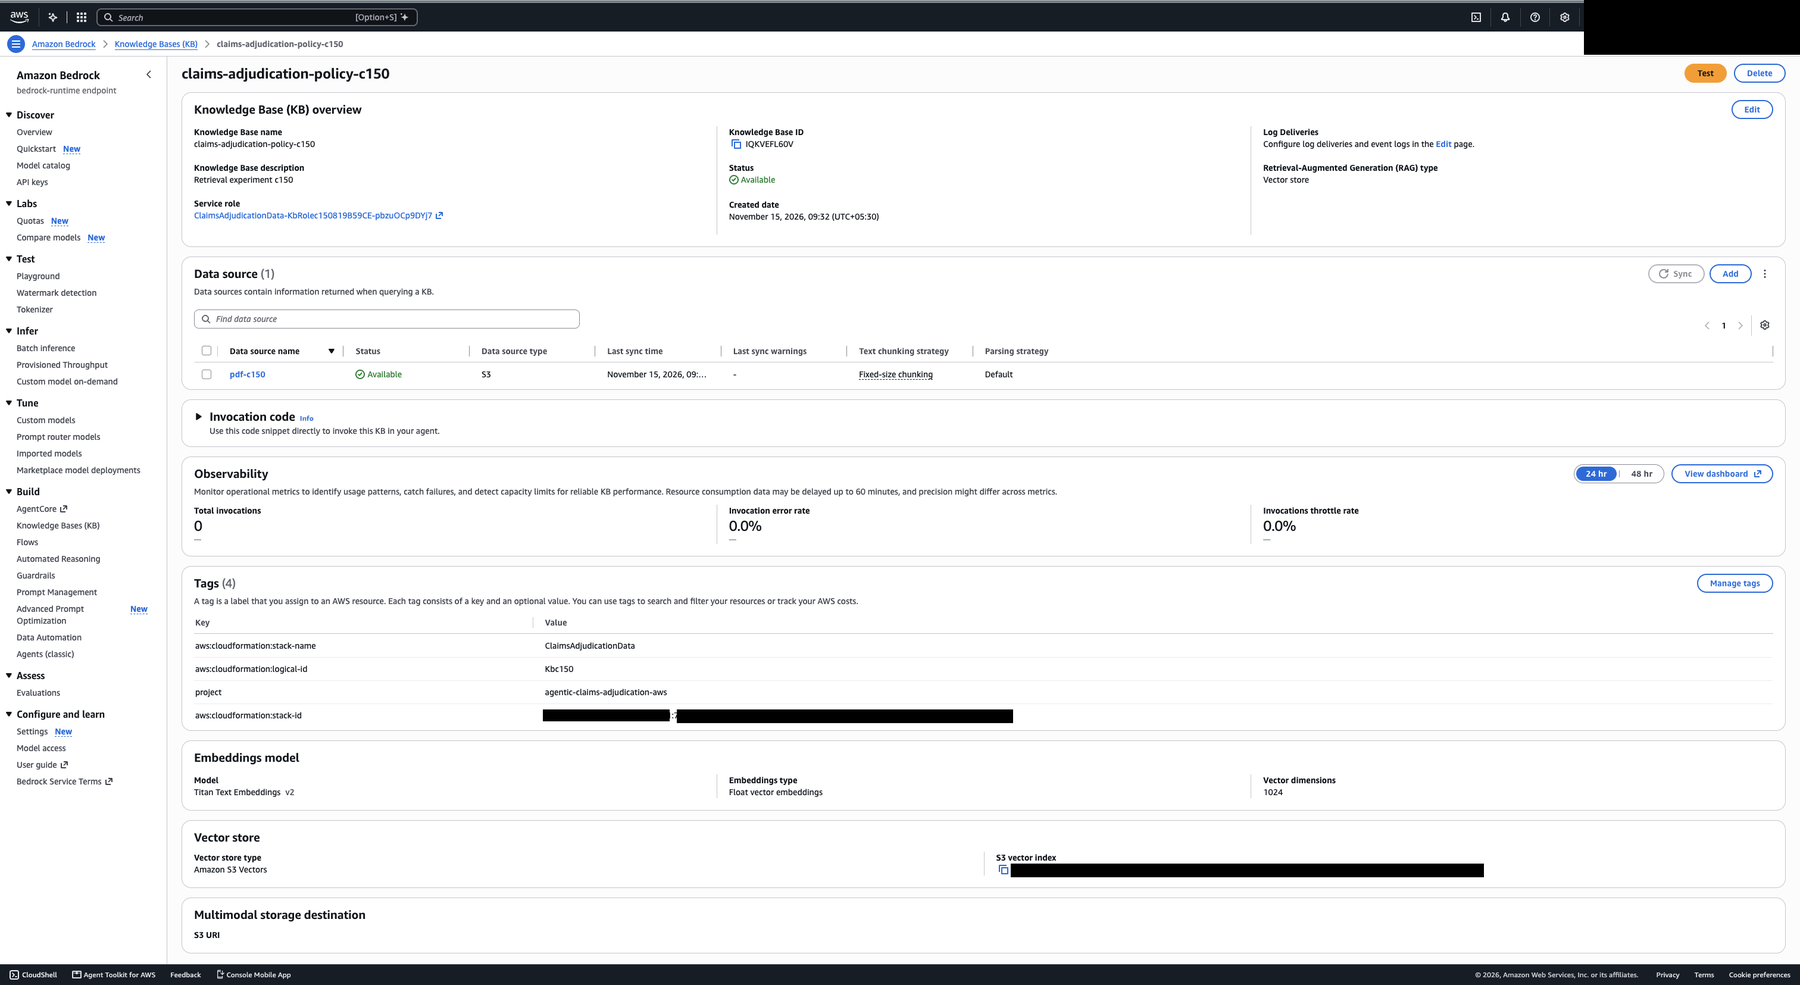 aws
Search [Option+S]
Amazon Bedrock > Knowledge Bases (KB) > claims-adjudication-policy-c150
Amazon Bedrock
bedrock-runtime endpoint
Discover
Overview
Quickstart New
Model catalog
API keys
Labs
Quotas New
Compare models New
Test
Playground
Watermark detection
Tokenizer
Infer
Batch inference
Provisioned Throughput
Custom model on-demand
Tune
Custom models
Prompt router models
Imported models
Marketplace model deployments
Build
AgentCore
Knowledge Bases (KB)
Flows
Automated Reasoning
Guardrails
Prompt Management
Advanced Prompt Optimization New
Data Automation
Agents (classic)
Assess
Evaluations
Configure and learn
Settings New
Model access
User guide
Bedrock Service Terms
claims-adjudication-policy-c150
Test Delete
Knowledge Base (KB) overview
Edit
Knowledge Base name
claims-adjudication-policy-c150
Knowledge Base description
Retrieval experiment c150
Service role
ClaimsAdjudicationData-KbRolec150819B59CE-pbzuOCp9DYj7
Knowledge Base ID
IQKVEFL60V
Status
Available
Created date
November 15, 2026, 09:32 (UTC+05:30)
Log Deliveries
Configure log deliveries and event logs in the Edit page.
Retrieval-Augmented Generation (RAG) type
Vector store
Data source (1)
Sync Add
Data sources contain information returned when querying a KB.
Find data source
1
Data source name Status Data source type Last sync time Last sync warnings Text chunking strategy Parsing strategy
pdf-c150 Available S3 November 15, 2026, 09:... - Fixed-size chunking Default
Invocation code Info
Use this code snippet directly to invoke this KB in your agent.
Observability
24 hr 48 hr View dashboard
Monitor operational metrics to identify usage patterns, catch failures, and detect capacity limits for reliable KB performance. Resource consumption data may be delayed up to 60 minutes, and precision might differ across metrics.
Total invocations
0
—
Invocation error rate
0.0%
—
Invocations throttle rate
0.0%
—
Tags (4)
Manage tags
A tag is a label that you assign to an AWS resource. Each tag consists of a key and an optional value. You can use tags to search and filter your resources or track your AWS costs.
Key Value
aws:cloudformation:stack-name ClaimsAdjudicationData
aws:cloudformation:logical-id Kbc150
project agentic-claims-adjudication-aws
aws:cloudformation:stack-id
Embeddings model
Model
Titan Text Embeddings v2
Embeddings type
Float vector embeddings
Vector dimensions
1024
Vector store
Vector store type
Amazon S3 Vectors
S3 vector index
Multimodal storage destination
S3 URI
CloudShell Agent Toolkit for AWS Feedback Console Mobile App
© 2026, Amazon Web Services, Inc. or its affiliates. Privacy Terms Cookie preferences